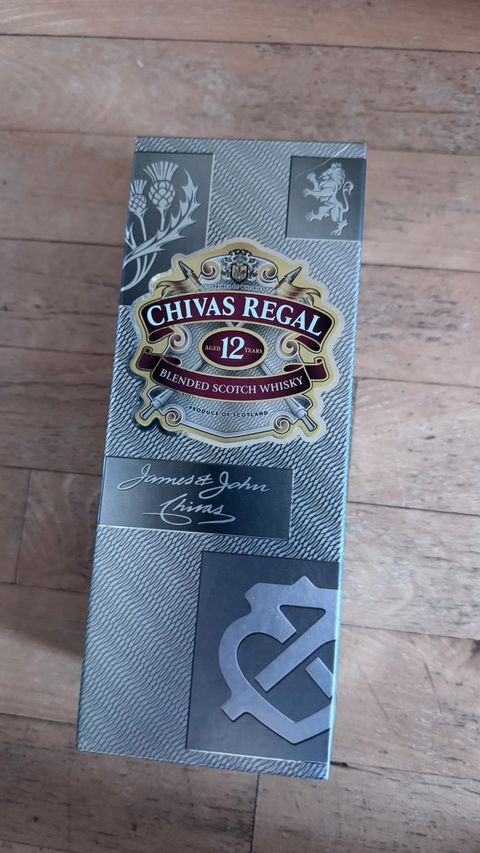 CHIVAS REGAL
AGED 12 YEARS
BLENDED SCOTCH WHISKY
PRODUCE OF SCOTLAND
James & John
Chivas